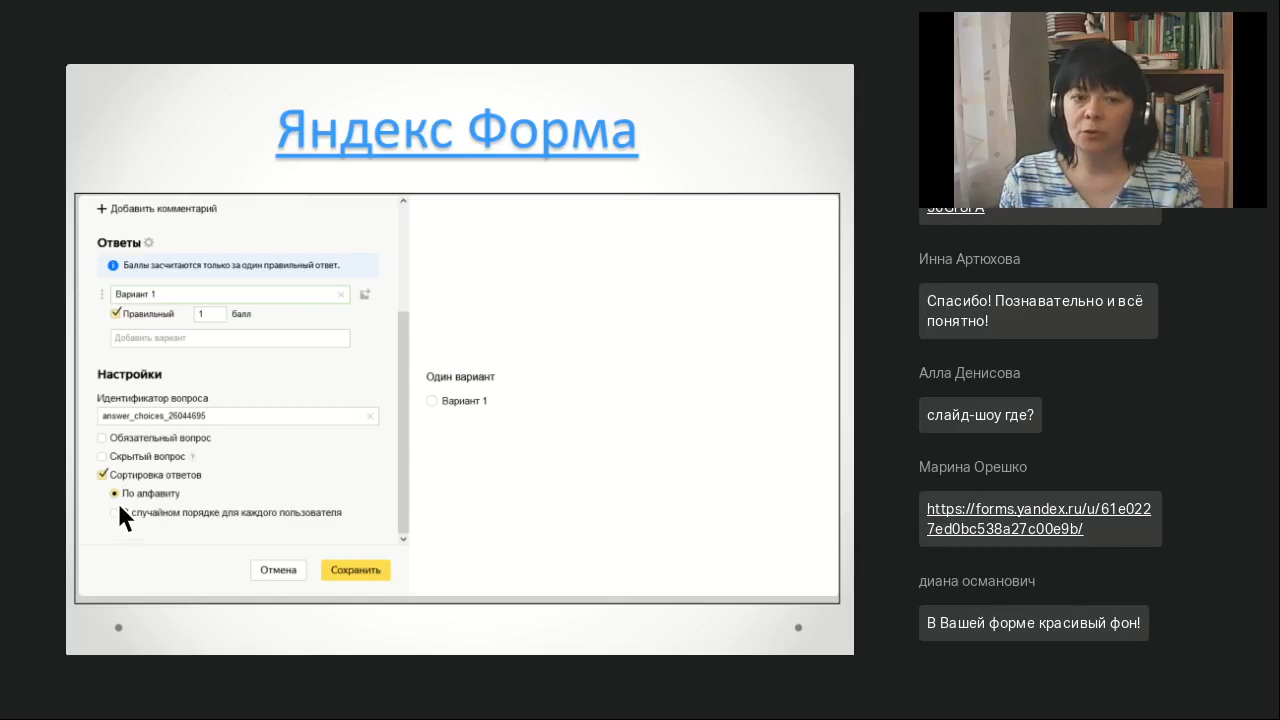 Яндекс Форма
Добавить комментарий
Ответы
Баллы засчитаются только за один правильный ответ.
Вариант 1
Правильный 1 балл
Добавить вариант
Настройки
Идентификатор вопроса
answer_choices_26044695
Обязательный вопрос
Скрытый вопрос ?
Сортировка ответов
По алфавиту
случайном порядке для каждого пользователя
Отмена Сохранить
Один вариант
Вариант 1
Инна Артюхова
Спасибо! Познавательно и всё
понятно!
Алла Денисова
слайд-шоу где?
Марина Орешко
https://forms.yandex.ru/u/61e022
7ed0bc538a27c00e9b/
диана османович
В Вашей форме красивый фон!